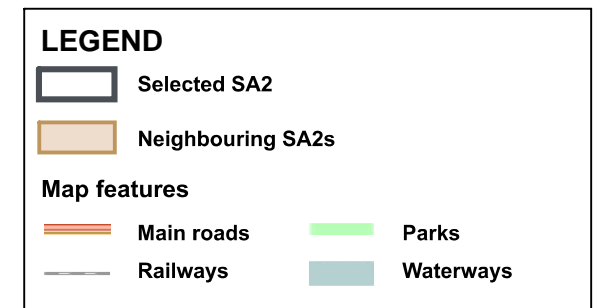 LEGEND
Selected SA2
Neighbouring SA2s
Map features
Main roads
Parks
Railways
Waterways